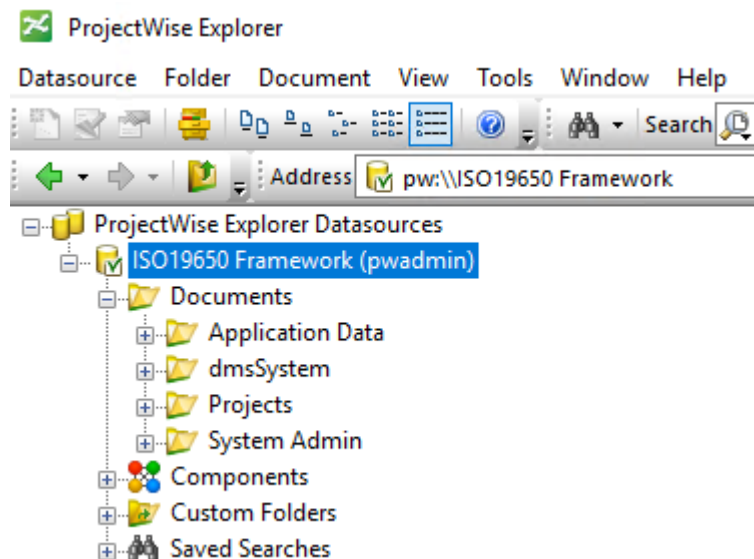 ProjectWise Explorer
Datasource Folder Document View Tools Window Help
Search
Address pw:\\ISO19650 Framework
ProjectWise Explorer Datasources
ISO19650 Framework (pwadmin)
Documents
Application Data
dmsSystem
Projects
System Admin
Components
Custom Folders
Saved Searches